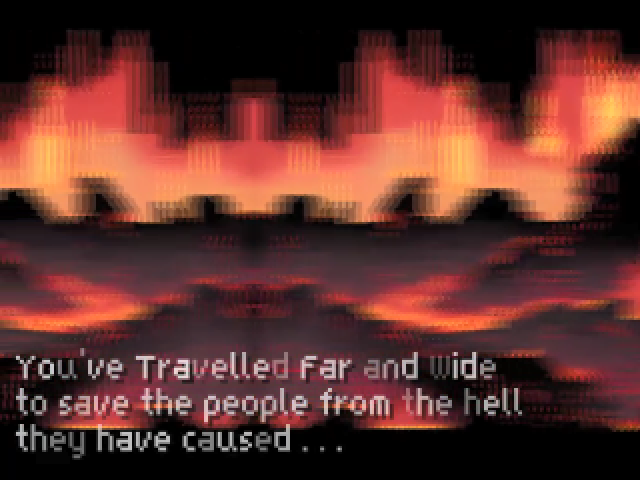 You've Travelled Far and Wide
to save the people from the hell
they have caused . . .